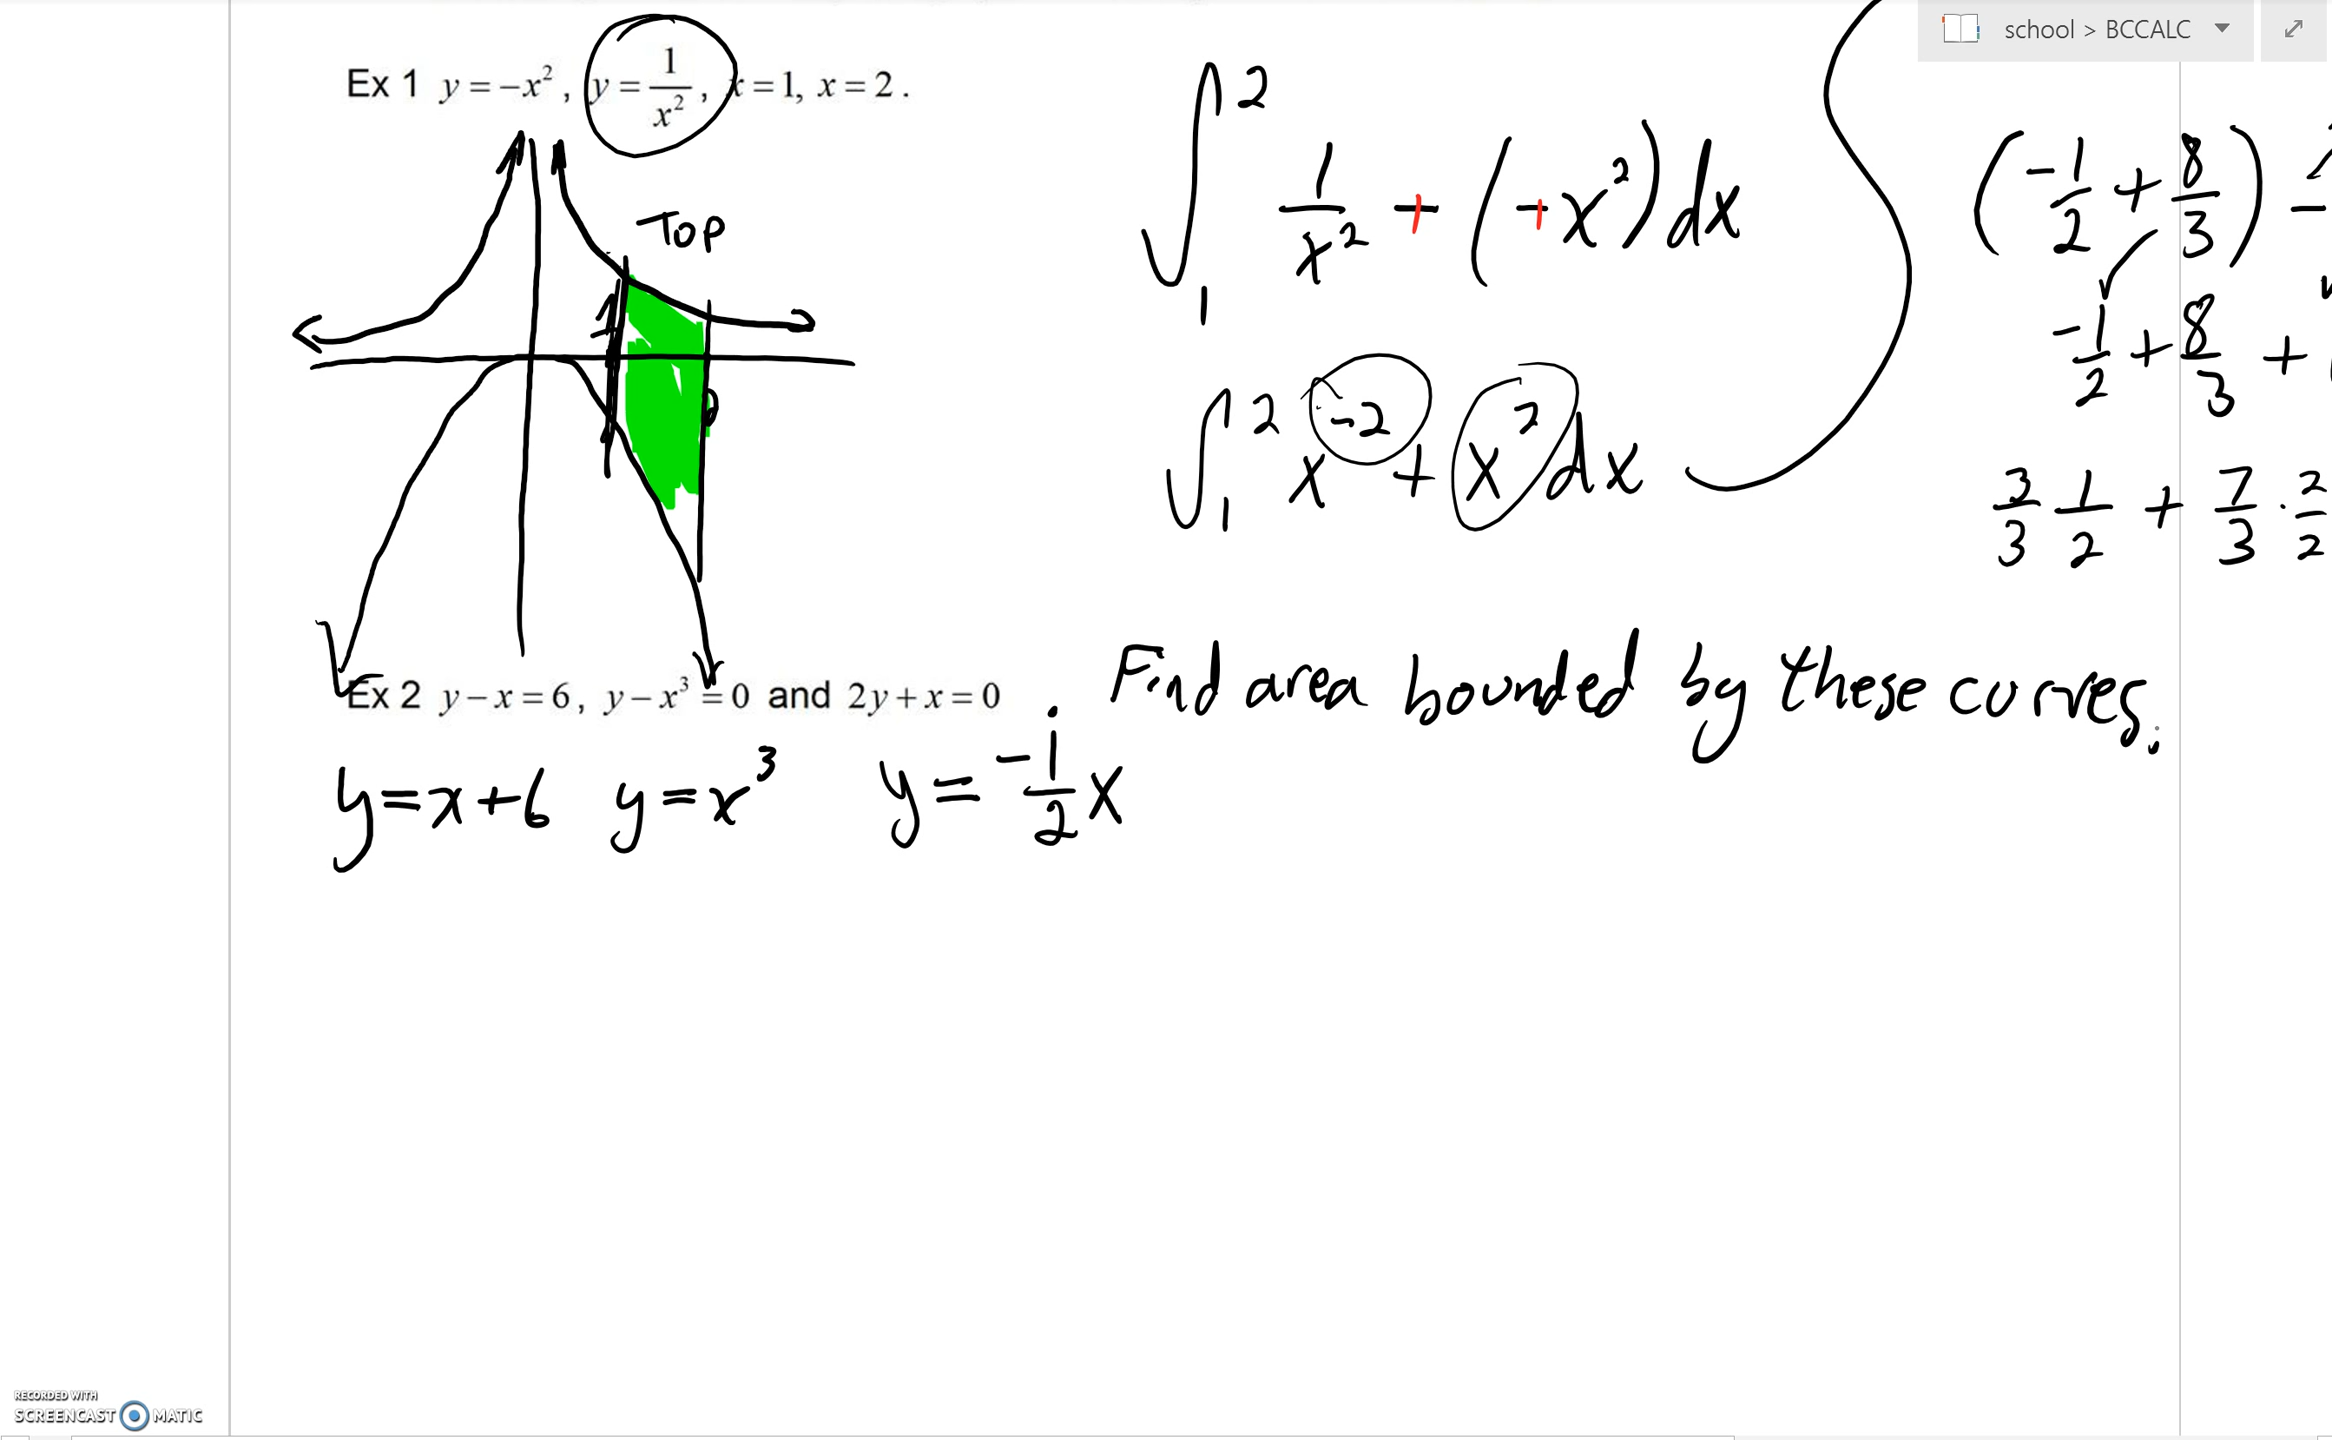 school > BCCALC
Ex 1 y = −x², y = 1/x², x = 1, x = 2.
Top
∫₁² 1/x² + (+x²) dx
(-1/2 + 8/3) −
-1/2 + 8/3 +
∫₁² x⁻² + x² dx
3/3 1/2 + 7/3 · 2/2
Ex 2 y − x = 6, y − x³ = 0 and 2y + x = 0
Find area bounded by these curves.
y = x + 6 y = x³ y = -1/2 x
RECORDED WITH
SCREENCAST MATIC